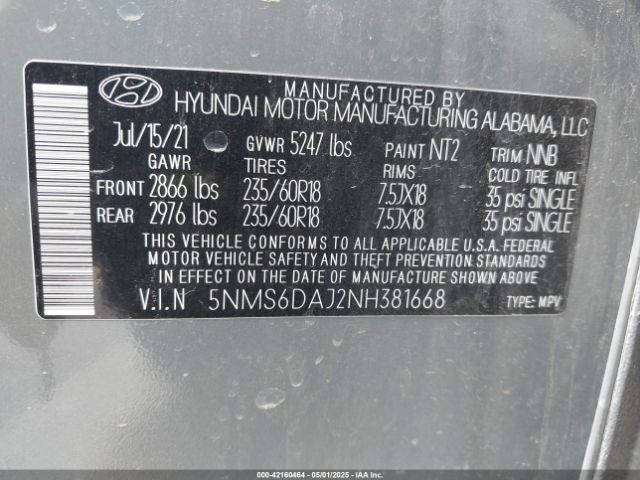 MANUFACTURED BY
HYUNDAI MOTOR MANUFACTURING ALABAMA, LLC
Jul/15/21 GVWR 5247 lbs PAINT NT2 TRIM NNB
GAWR TIRES RIMS COLD TIRE INFL
FRONT 2866 lbs 235/60R18 7.5JX18 35 psi SINGLE
REAR 2976 lbs 235/60R18 7.5JX18 35 psi SINGLE
THIS VEHICLE CONFORMS TO ALL APPLICABLE U.S.A. FEDERAL
MOTOR VEHICLE SAFETY AND THEFT PREVENTION STANDARDS
IN EFFECT ON THE DATE OF MANUFACTURE SHOWN ABOVE.
V.I.N 5NMS6DAJ2NH381668 TYPE: MPV
000-42160464 - 05/01/2025 - IAA Inc.